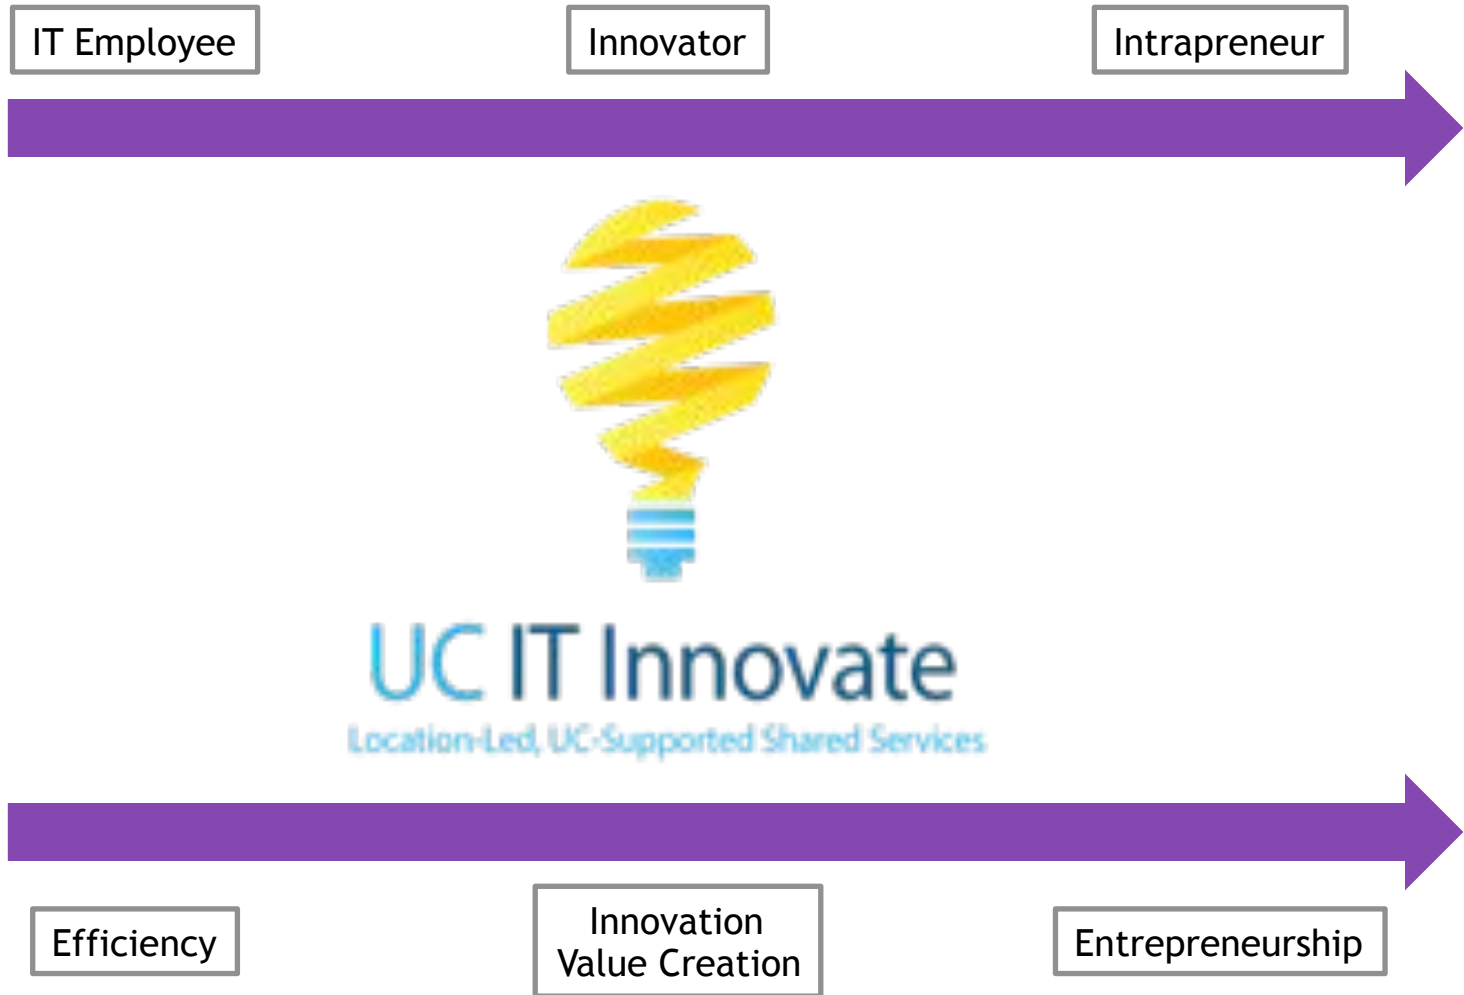 IT Employee
Innovator
Intrapreneur
UC IT Innovate
Location-Led, UC-Supported Shared Services
Efficiency
Innovation
Value Creation
Entrepreneurship